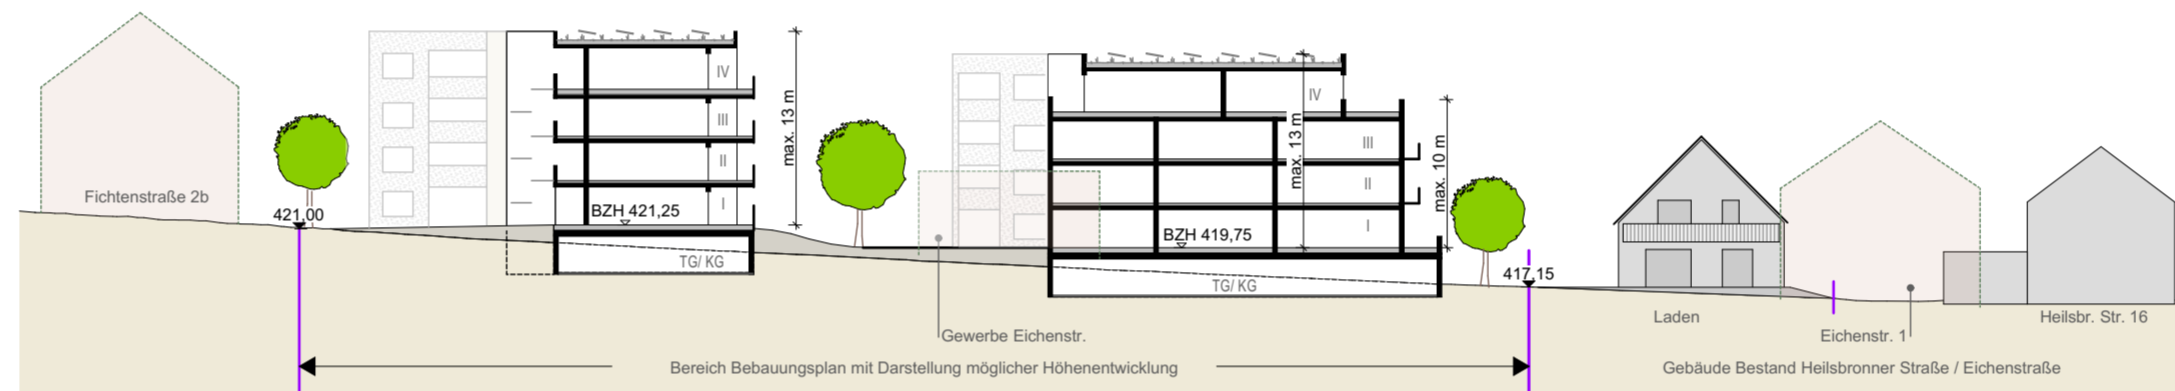 Fichtenstraße 2b
421,00
IV
III
II
I
BZH 421,25
TG/ KG
max. 13 m
Gewerbe Eichenstr.
IV
III
II
I
BZH 419,75
TG/ KG
max. 13 m
max. 10 m
417,15
Laden
Eichenstr. 1
Heilsbr. Str. 16
Bereich Bebauungsplan mit Darstellung möglicher Höhenentwicklung
Gebäude Bestand Heilsbronner Straße / Eichenstraße